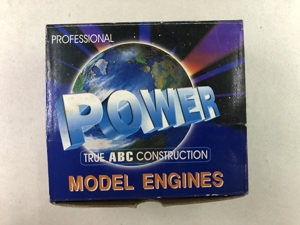 PROFESSIONAL
POWER
TRUE ABC CONSTRUCTION
MODEL ENGINES